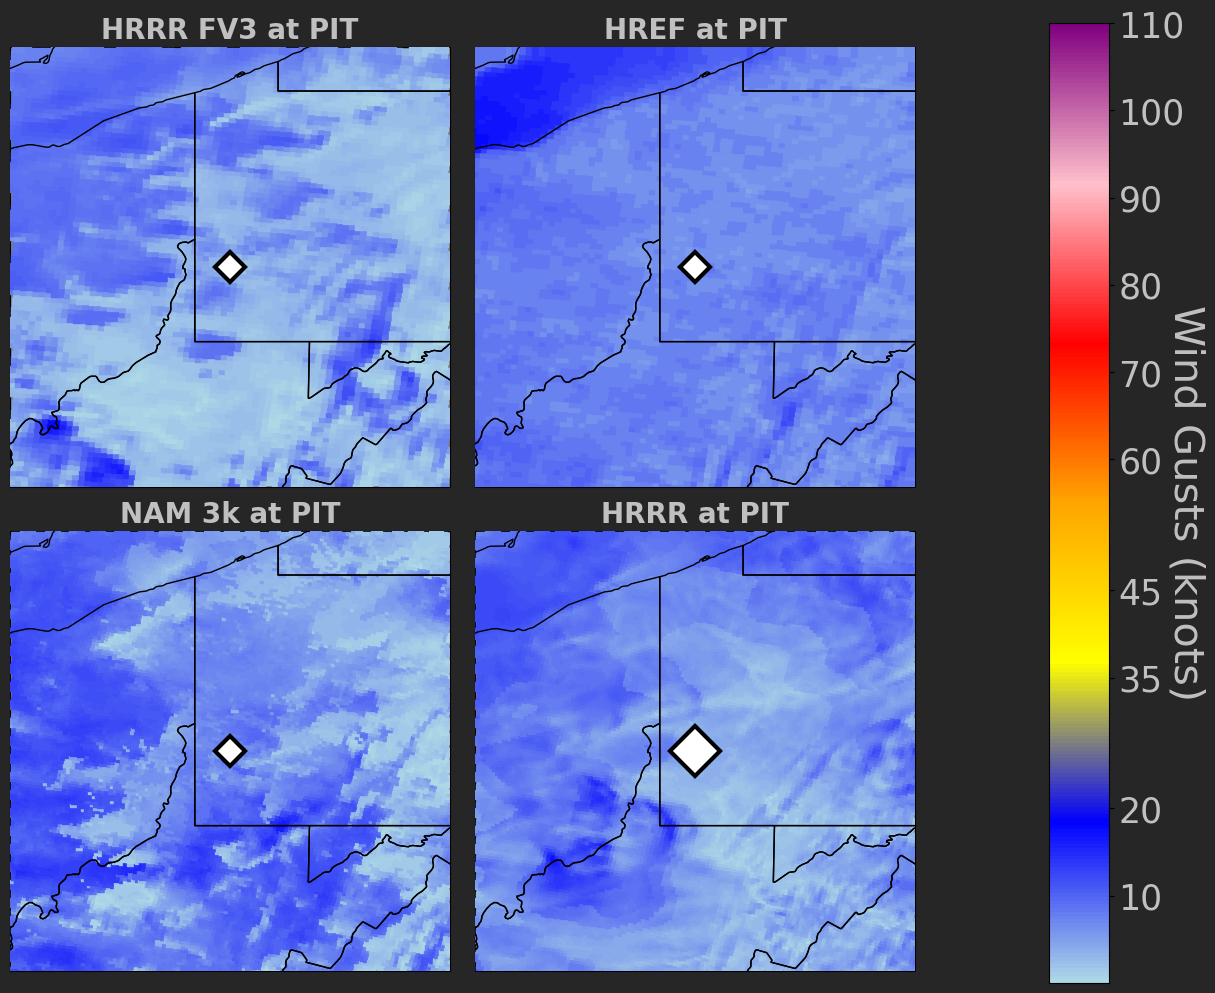 HRRR FV3 at PIT
HREF at PIT
NAM 3k at PIT
HRRR at PIT
110
100
90
80
70
60
45
35
20
10
Wind Gusts (knots)